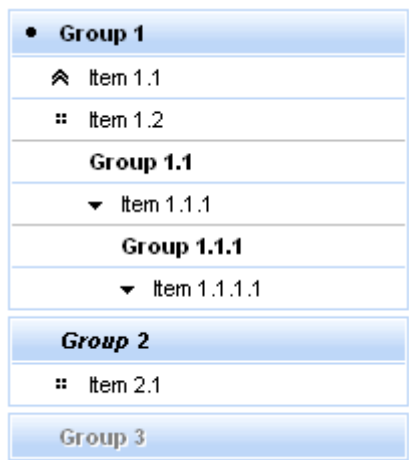 Group 1
Item 1.1
Item 1.2
Group 1.1
Item 1.1.1
Group 1.1.1
Item 1.1.1.1
Group 2
Item 2.1
Group 3